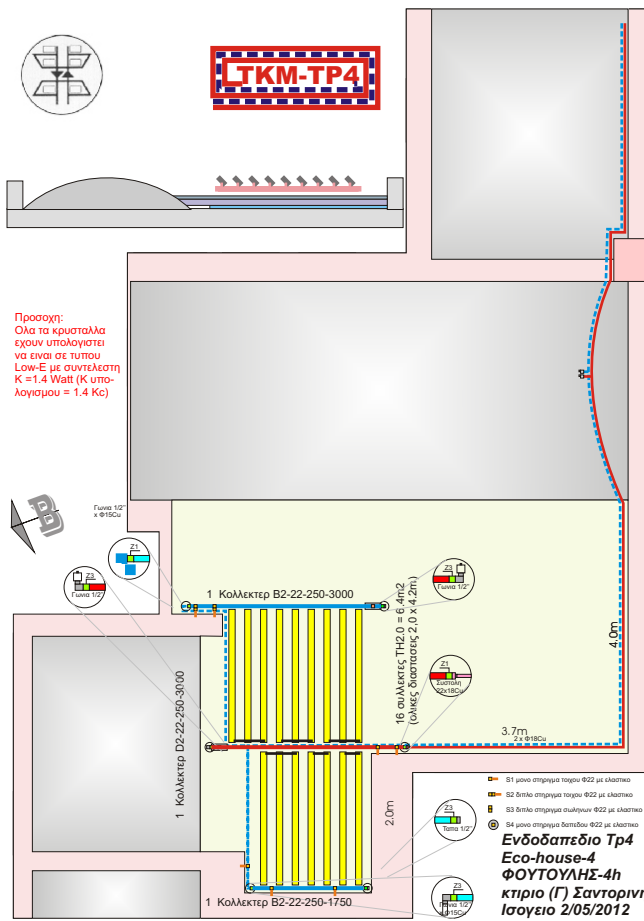 TKM-TP4
Προσοχη:
Ολα τα κρυσταλλα
εχουν υπολογιστει
να ειναι σε τυπου
Low-E με συντελεστη
K =1.4 Watt (K υπο-
λογισμου = 1.4 Kc)
Γωνια 1/2"
x Φ15Cu
Z1
Z3
Γωνια 1/2"
1 Κολλεκτερ B2-22-250-3000
Z3
Γωνια 1/2"
16 συλλεκτες TH2.0 = 6.4m2
(ολικες διαστασεις 2,0 x 4.2m)
4.0m
Z1
Συστολη
22x18Cu
1 Κολλεκτερ D2-22-250-3000
3.7m
2 x Φ18Cu
2.0m
S1 μονο στηριγμα τοιχου Φ22 με ελαστικο
S2 διπλο στηριγμα τοιχου Φ22 με ελαστικο
S3 διπλο στηριγμα σωληνων Φ22 με ελαστικο
S4 μονο στηριγμα δαπεδου Φ22 με ελαστικο
Z3
Ταπα 1/2"
Ενδοδαπεδιο Τρ4
Eco-house-4
ΦΟΥΤΟΥΛΗΣ-4h
κτιριο (Γ) Σαντορινη
Ισογειο 2/05/2012
Z3
Γωνια 1/2"
x Φ15Cu
1 Κολλεκτερ B2-22-250-1750